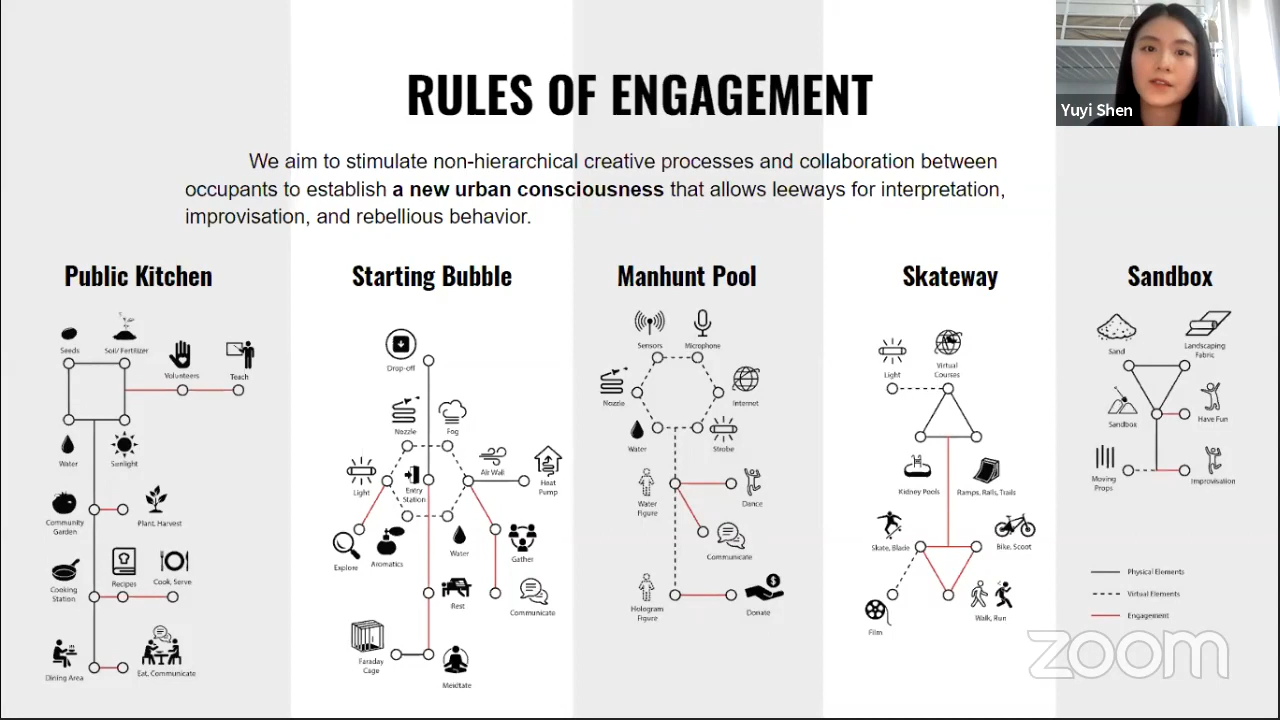 RULES OF ENGAGEMENT
Yuyi Shen
We aim to stimulate non-hierarchical creative processes and collaboration between
occupants to establish a new urban consciousness that allows leeways for interpretation,
improvisation, and rebellious behavior.
Public Kitchen
Seeds
Soil/ Fertilizer
Volunteers
Teach
Water
Sunlight
Community
Garden
Plant, Harvest
Cooking
Station
Recipes
Cook, Serve
Dining Area
Eat, Communicate
Starting Bubble
Drop-off
Nozzle
Fog
Light
Entry
Station
Air Wall
Heat
Pump
Explore
Aromatics
Water
Gather
Rest
Communicate
Faraday
Cage
Meidtate
Manhunt Pool
Sensors
Microphone
Nozzle
Internet
Water
Strobe
Water
Figure
Dance
Communicate
Hologram
Figure
Donate
Skateway
Light
Virtual
Courses
Kidney Pools
Ramps, Rails, Trails
Skate, Blade
Bike, Scoot
Film
Walk, Run
Sandbox
Sand
Landscaping
Fabric
Sandbox
Have Fun
Moving
Props
Improvisation
Physical Elements
Virtual Elements
Engagement
zoom